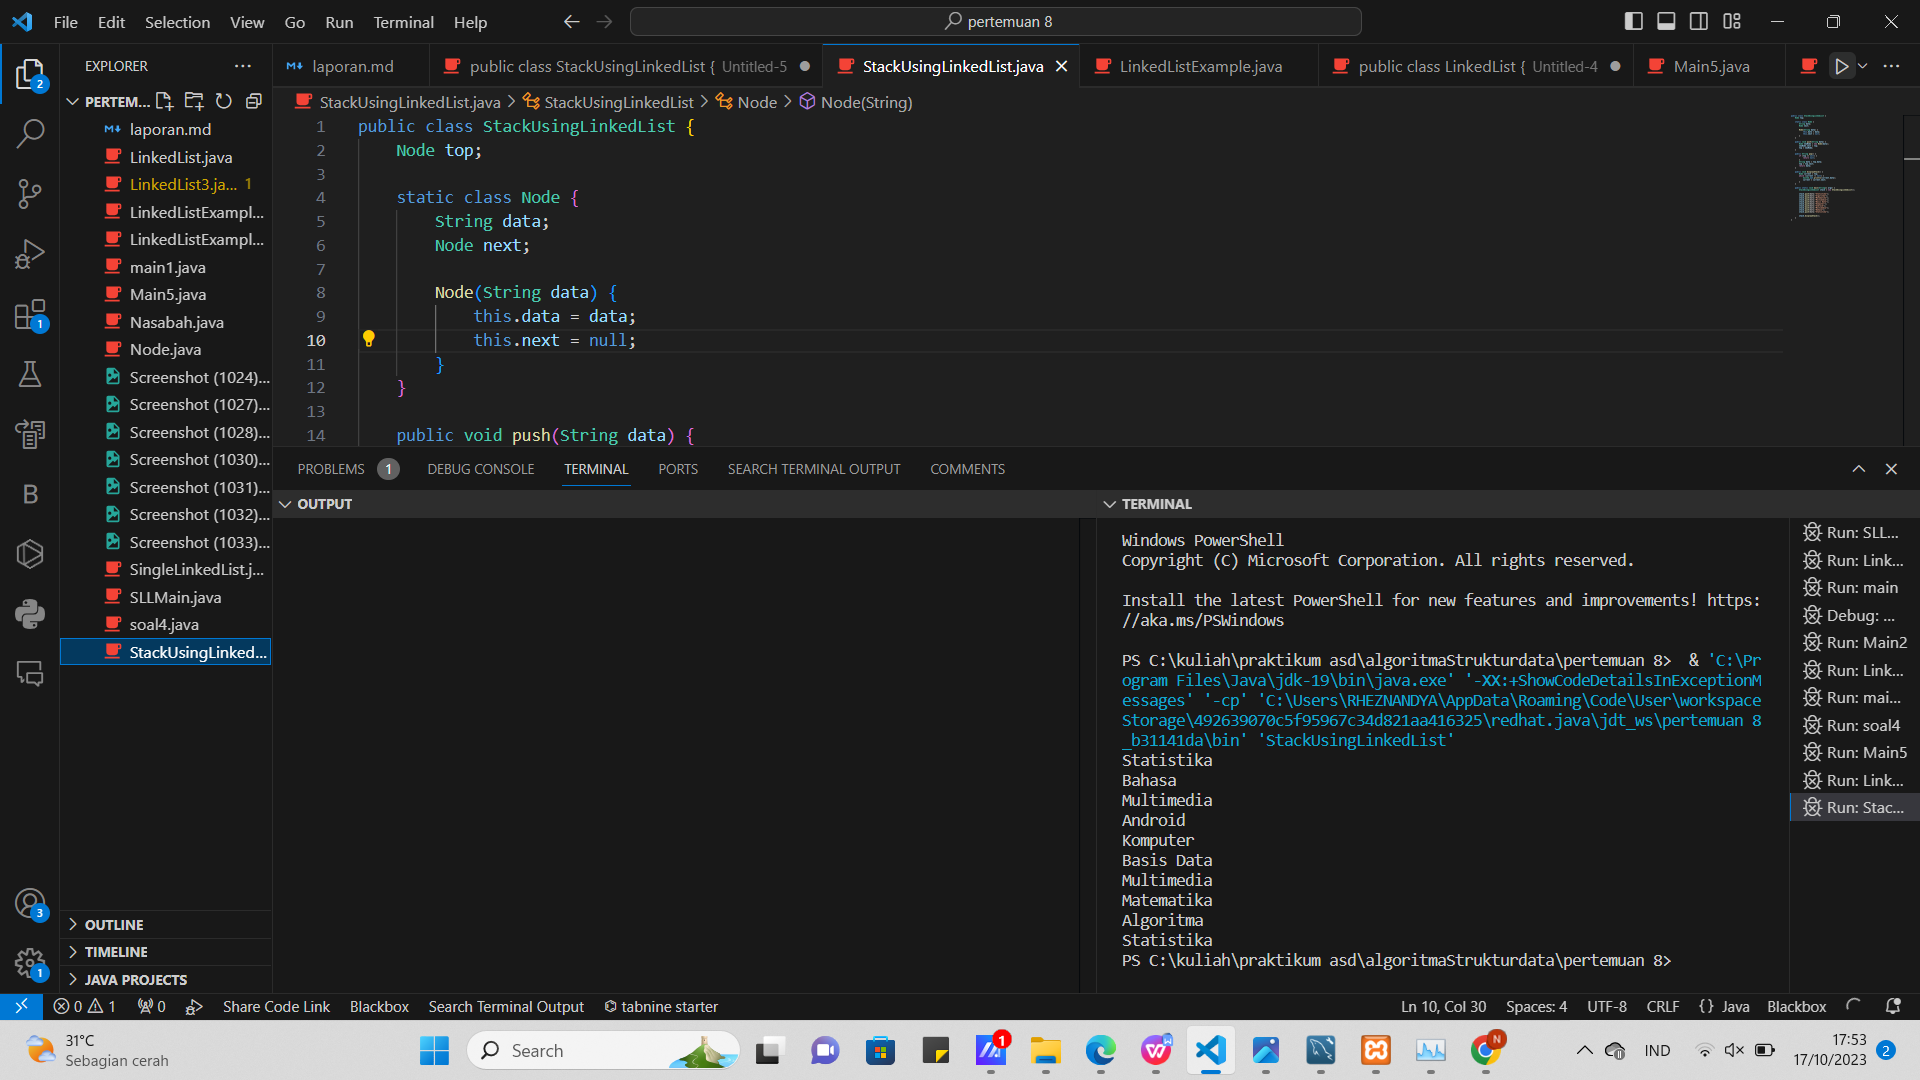 File Edit Selection View Go Run Terminal Help
pertemuan 8
EXPLORER
PERTEM...
laporan.md
LinkedList.java
LinkedList3.ja... 1
LinkedListExampl...
LinkedListExampl...
main1.java
Main5.java
Nasabah.java
Node.java
Screenshot (1024)...
Screenshot (1027)...
Screenshot (1028)...
Screenshot (1030)...
Screenshot (1031)...
Screenshot (1032)...
Screenshot (1033)...
SingleLinkedList.j...
SLLMain.java
soal4.java
StackUsingLinked...
OUTLINE
TIMELINE
JAVA PROJECTS
laporan.md
public class StackUsingLinkedList { Untitled-5
StackUsingLinkedList.java
LinkedListExample.java
public class LinkedList { Untitled-4
Main5.java
StackUsingLinkedList.java > StackUsingLinkedList > Node > Node(String)
1 public class StackUsingLinkedList {
2 Node top;
3
4 static class Node {
5 String data;
6 Node next;
7
8 Node(String data) {
9 this.data = data;
10 this.next = null;
11 }
12 }
13
14 public void push(String data) {
PROBLEMS 1 DEBUG CONSOLE TERMINAL PORTS SEARCH TERMINAL OUTPUT COMMENTS
OUTPUT
TERMINAL
Windows PowerShell
Copyright (C) Microsoft Corporation. All rights reserved.
Install the latest PowerShell for new features and improvements! https:
//aka.ms/PSWindows
PS C:\kuliah\praktikum asd\algoritmaStrukturdata\pertemuan 8> & 'C:\Pr
ogram Files\Java\jdk-19\bin\java.exe' '-XX:+ShowCodeDetailsInExceptionM
essages' '-cp' 'C:\Users\RHEZNANDYA\AppData\Roaming\Code\User\workspace
Storage\492639070c5f95967c34d821aa416325\redhat.java\jdt_ws\pertemuan 8
_b31141da\bin' 'StackUsingLinkedList'
Statistika
Bahasa
Multimedia
Android
Komputer
Basis Data
Multimedia
Matematika
Algoritma
Statistika
PS C:\kuliah\praktikum asd\algoritmaStrukturdata\pertemuan 8>
Run: SLL...
Run: Link...
Run: main
Debug: ...
Run: Main2
Run: Link...
Run: mai...
Run: soal4
Run: Main5
Run: Link...
Run: Stac...
0 1 0 Share Code Link Blackbox Search Terminal Output tabnine starter
Ln 10, Col 30 Spaces: 4 UTF-8 CRLF {} Java Blackbox
31°C
Sebagian cerah
Search
IND
17:53
17/10/2023
2